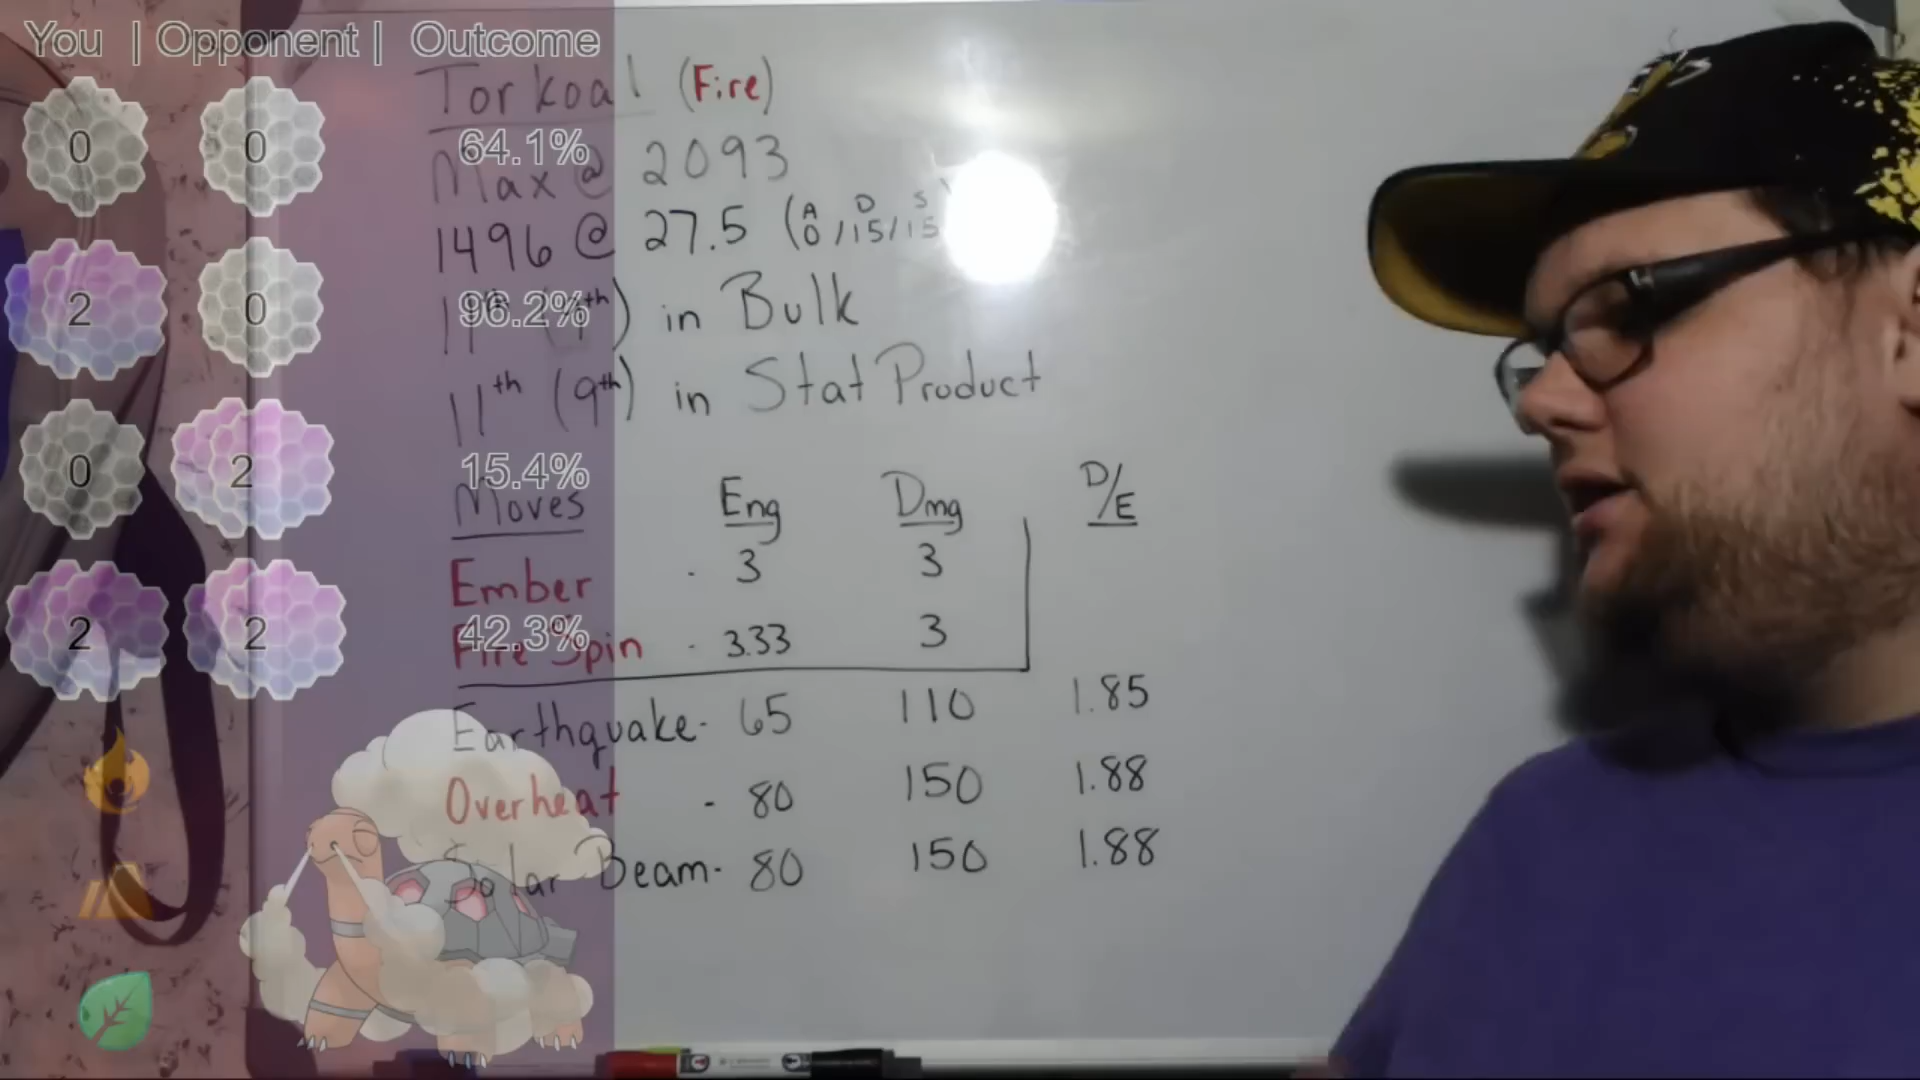 You | Opponent | Outcome
0 0 64.1%
2 0 96.2%
0 2 15.4%
2 2 42.3%
Torkoal (Fire)
Max @ 2093
1496 @ 27.5 (0/15/15
A D S
in Bulk
11th (9th) in Stat Product
Moves Eng Dmg D/E
Ember - 3 3
Fire Spin - 3.33 3
Earthquake - 65 110 1.85
Overheat - 80 150 1.88
Solar Beam - 80 150 1.88